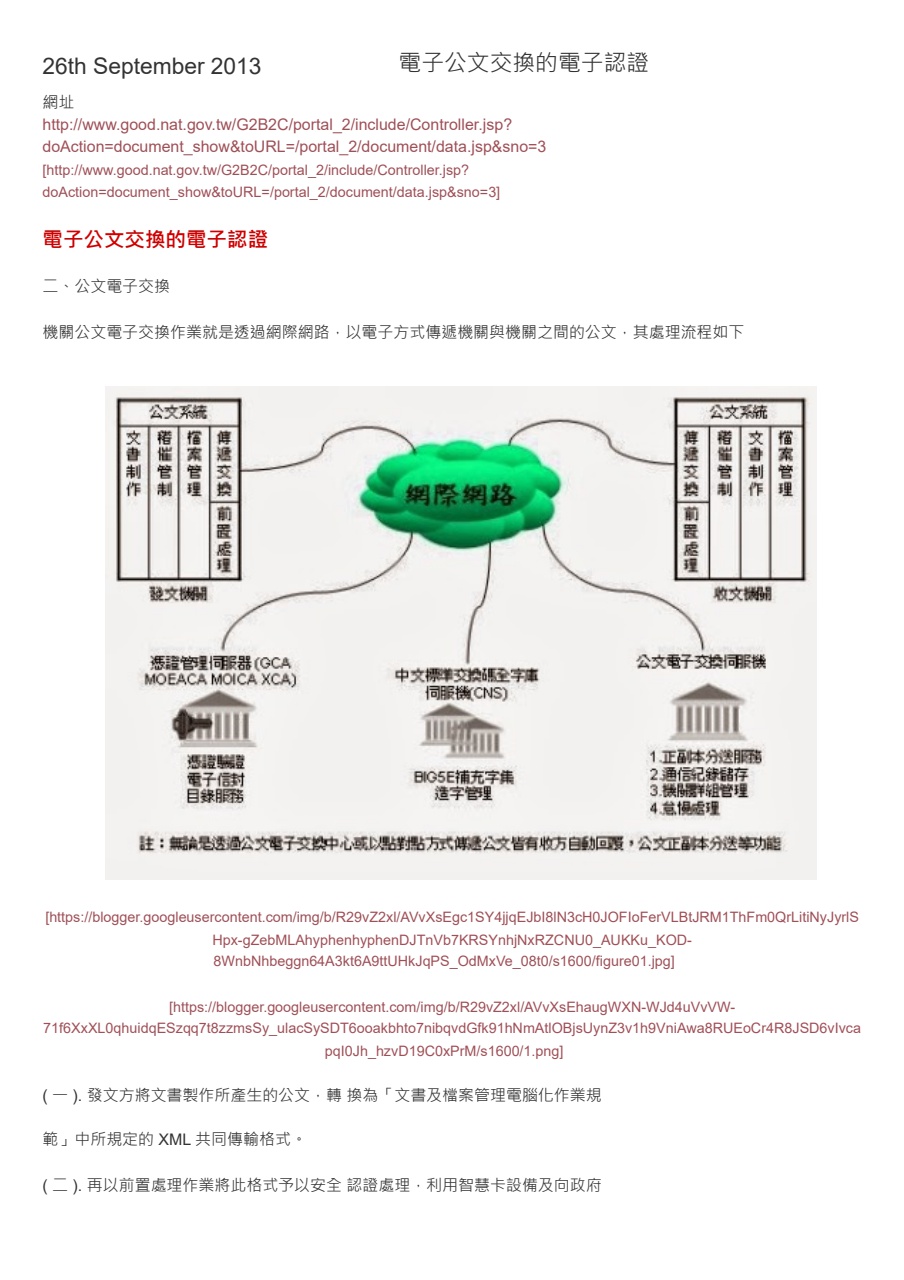 26th September 2013
電子公文交換的電子認證
網址
http://www.good.nat.gov.tw/G2B2C/portal_2/include/Controller.jsp?
doAction=document_show&toURL=/portal_2/document/data.jsp&sno=3
[http://www.good.nat.gov.tw/G2B2C/portal_2/include/Controller.jsp?
doAction=document_show&toURL=/portal_2/document/data.jsp&sno=3]
電子公文交換的電子認證
二、公文電子交換
機關公文電子交換作業就是透過網際網路，以電子方式傳遞機關與機關之間的公文，其處理流程如下
公文系統
文書制作
稽催管制
檔案管理
傳遞交換
前置處理
發文機關
網際網路
公文系統
傳遞交換
前置處理
稽催管制
文書制作
檔案管理
收文機關
憑證管理伺服器(GCA
MOEACA MOICA XCA)
憑證驗證
電子信封
目錄服務
中文標準交換碼全字庫
伺服機(CNS)
BIG5E補充字集
造字管理
公文電子交換伺服機
1.正副本分送服務
2.通信紀錄儲存
3.機關群組管理
4.怠慢處理
註：無論是透過公文電子交換中心或以點對點方式傳遞公文皆有收方自動回覆，公文正副本分送等功能
[https://blogger.googleusercontent.com/img/b/R29vZ2xl/AVvXsEgc1SY4jjqEJbI8lN3cH0JOFIoFerVLBtJRM1ThFm0QrLitiNyJyrlS
Hpx-gZebMLAhyphenhyphenDJTnVb7KRSYnhjNxRZCNU0_AUKKu_KOD-
8WnbNhbeggn64A3kt6A9ttUHkJqPS_OdMxVe_08t0/s1600/figure01.jpg]
[https://blogger.googleusercontent.com/img/b/R29vZ2xl/AVvXsEhaugWXN-WJd4uVvVW-
71f6XxXL0qhuidqESzqq7t8zzmsSy_ulacSySDT6ooakbhto7nibqvdGfk91hNmAtlOBjsUynZ3v1h9VniAwa8RUEoCr4R8JSD6vIvca
pqI0Jh_hzvD19C0xPrM/s1600/1.png]
( 一 ). 發文方將文書製作所產生的公文，轉 換為「文書及檔案管理電腦化作業規
範」中所規定的 XML 共同傳輸格式。
( 二 ). 再以前置處理作業將此格式予以安全 認證處理，利用智慧卡設備及向政府